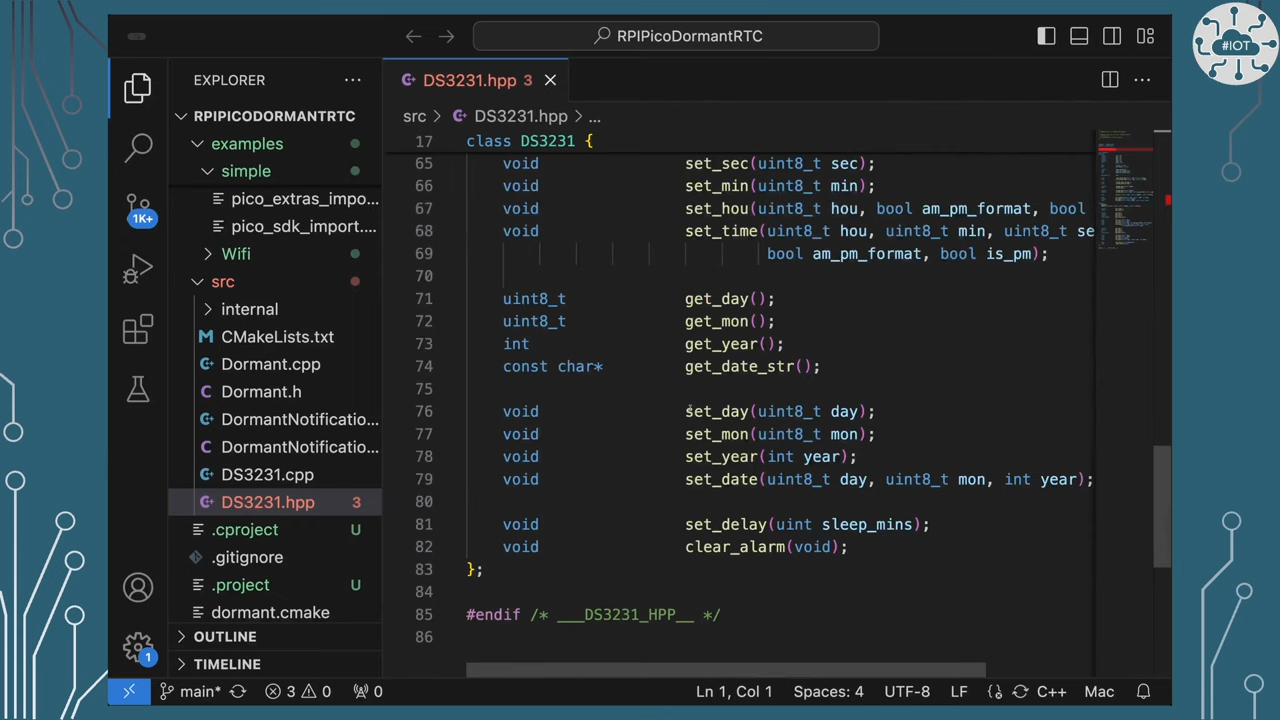 RPIPicoDormantRTC
#IOT
EXPLORER
DS3231.hpp 3
src DS3231.hpp ...
RPIPICODORMANTRTC
examples
simple
pico_extras_impo...
pico_sdk_import....
Wifi
src
internal
CMakeLists.txt
Dormant.cpp
Dormant.h
DormantNotificatio...
DormantNotificatio...
DS3231.cpp
DS3231.hpp 3
.cproject U
.gitignore
.project U
dormant.cmake
OUTLINE
TIMELINE
1K+
1
17 class DS3231 {
65 void set_sec(uint8_t sec);
66 void set_min(uint8_t min);
67 void set_hou(uint8_t hou, bool am_pm_format, bool
68 void set_time(uint8_t hou, uint8_t min, uint8_t se
69 bool am_pm_format, bool is_pm);
70
71 uint8_t get_day();
72 uint8_t get_mon();
73 int get_year();
74 const char* get_date_str();
75
76 void set_day(uint8_t day);
77 void set_mon(uint8_t mon);
78 void set_year(int year);
79 void set_date(uint8_t day, uint8_t mon, int year);
80
81 void set_delay(uint sleep_mins);
82 void clear_alarm(void);
83 };
84
85 #endif /* ___DS3231_HPP__ */
86
main* 3 0 0 Ln 1, Col 1 Spaces: 4 UTF-8 LF C++ Mac